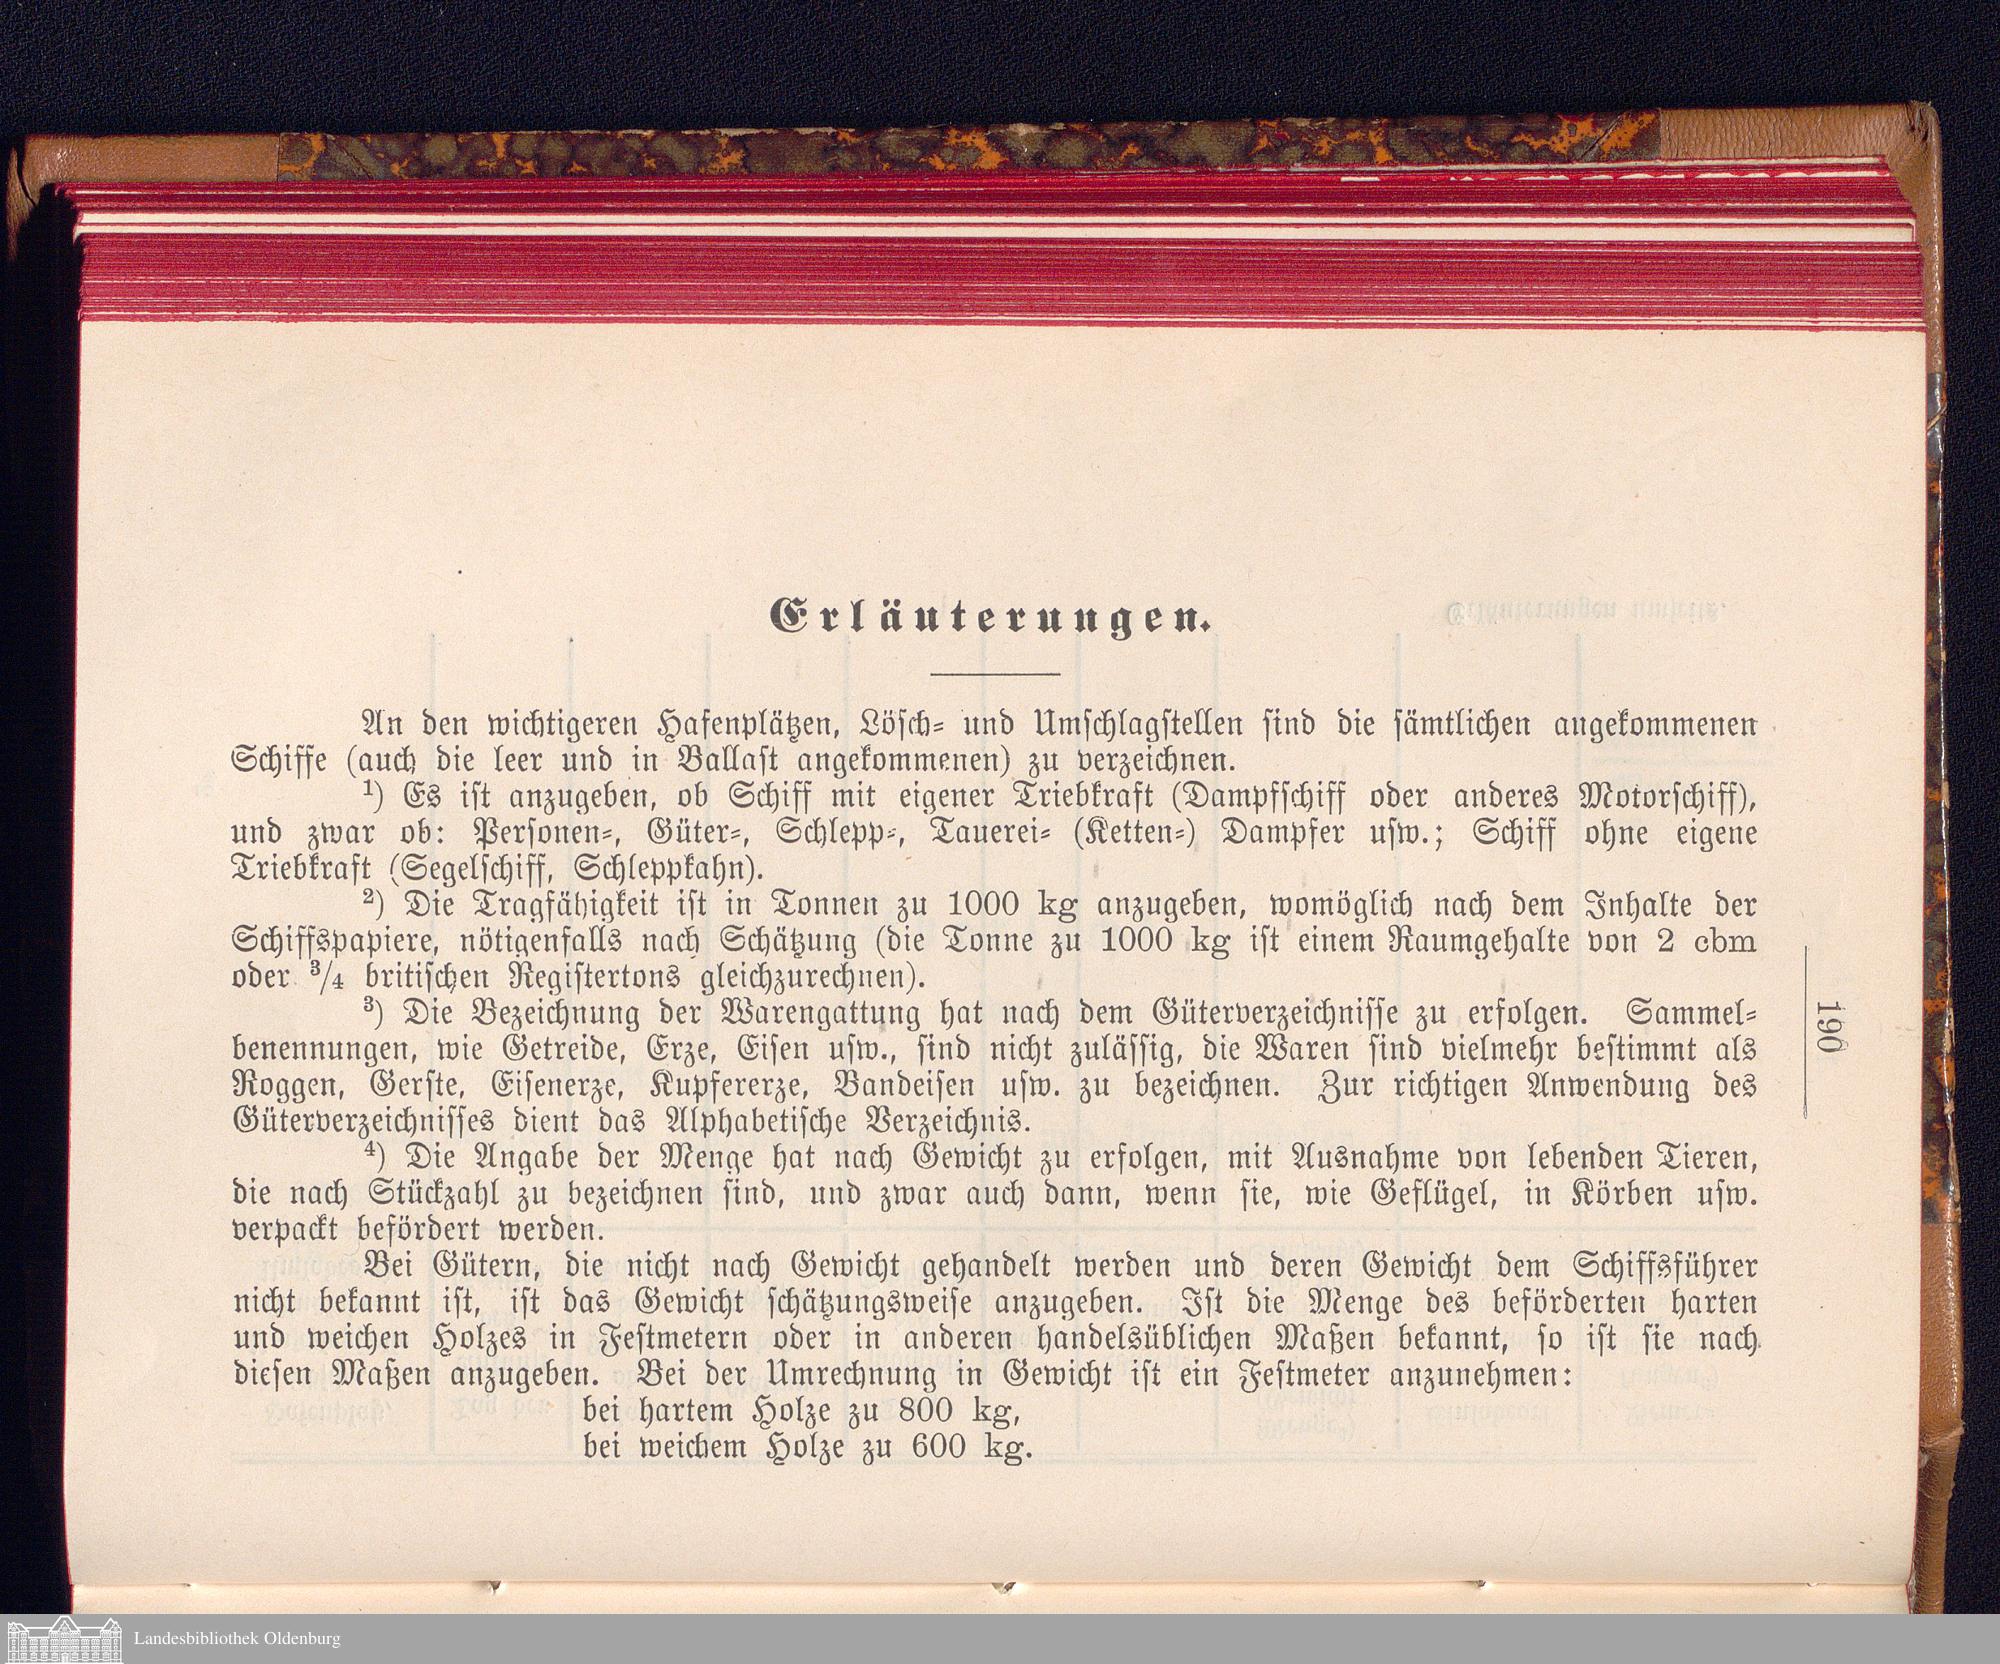 Erläuterungen.
An den wichtigeren Hafenplätzen, Lösch- und Umschlagstellen sind die sämtlichen angekommenen
Schiffe (auch die leer und in Ballast angekommenen) zu verzeichnen.
¹) Es ist anzugeben, ob Schiff mit eigener Triebkraft (Dampfschiff oder anderes Motorschiff),
und zwar ob: Personen-, Güter-, Schlepp-, Tauerei- (Ketten-) Dampfer usw.; Schiff ohne eigene
Triebkraft (Segelschiff, Schleppkahn).
²) Die Tragfähigkeit ist in Tonnen zu 1000 kg anzugeben, womöglich nach dem Inhalte der
Schiffspapiere, nötigenfalls nach Schätzung (die Tonne zu 1000 kg ist einem Raumgehalte von 2 cbm
oder ³/₄ britischen Registertons gleichzurechnen).
³) Die Bezeichnung der Warengattung hat nach dem Güterverzeichnisse zu erfolgen. Sammel-
benennungen, wie Getreide, Erze, Eisen usw., sind nicht zulässig, die Waren sind vielmehr bestimmt als
Roggen, Gerste, Eisenerze, Kupfererze, Bandeisen usw. zu bezeichnen. Zur richtigen Anwendung des
Güterverzeichnisses dient das Alphabetische Verzeichnis.
⁴) Die Angabe der Menge hat nach Gewicht zu erfolgen, mit Ausnahme von lebenden Tieren,
die nach Stückzahl zu bezeichnen sind, und zwar auch dann, wenn sie, wie Geflügel, in Körben usw.
verpackt befördert werden.
Bei Gütern, die nicht nach Gewicht gehandelt werden und deren Gewicht dem Schiffsführer
nicht bekannt ist, ist das Gewicht schätzungsweise anzugeben. Ist die Menge des beförderten harten
und weichen Holzes in Festmetern oder in anderen handelsüblichen Maßen bekannt, so ist sie nach
diesen Maßen anzugeben. Bei der Umrechnung in Gewicht ist ein Festmeter anzunehmen:
bei hartem Holze zu 800 kg,
bei weichem Holze zu 600 kg.
190
Landesbibliothek Oldenburg